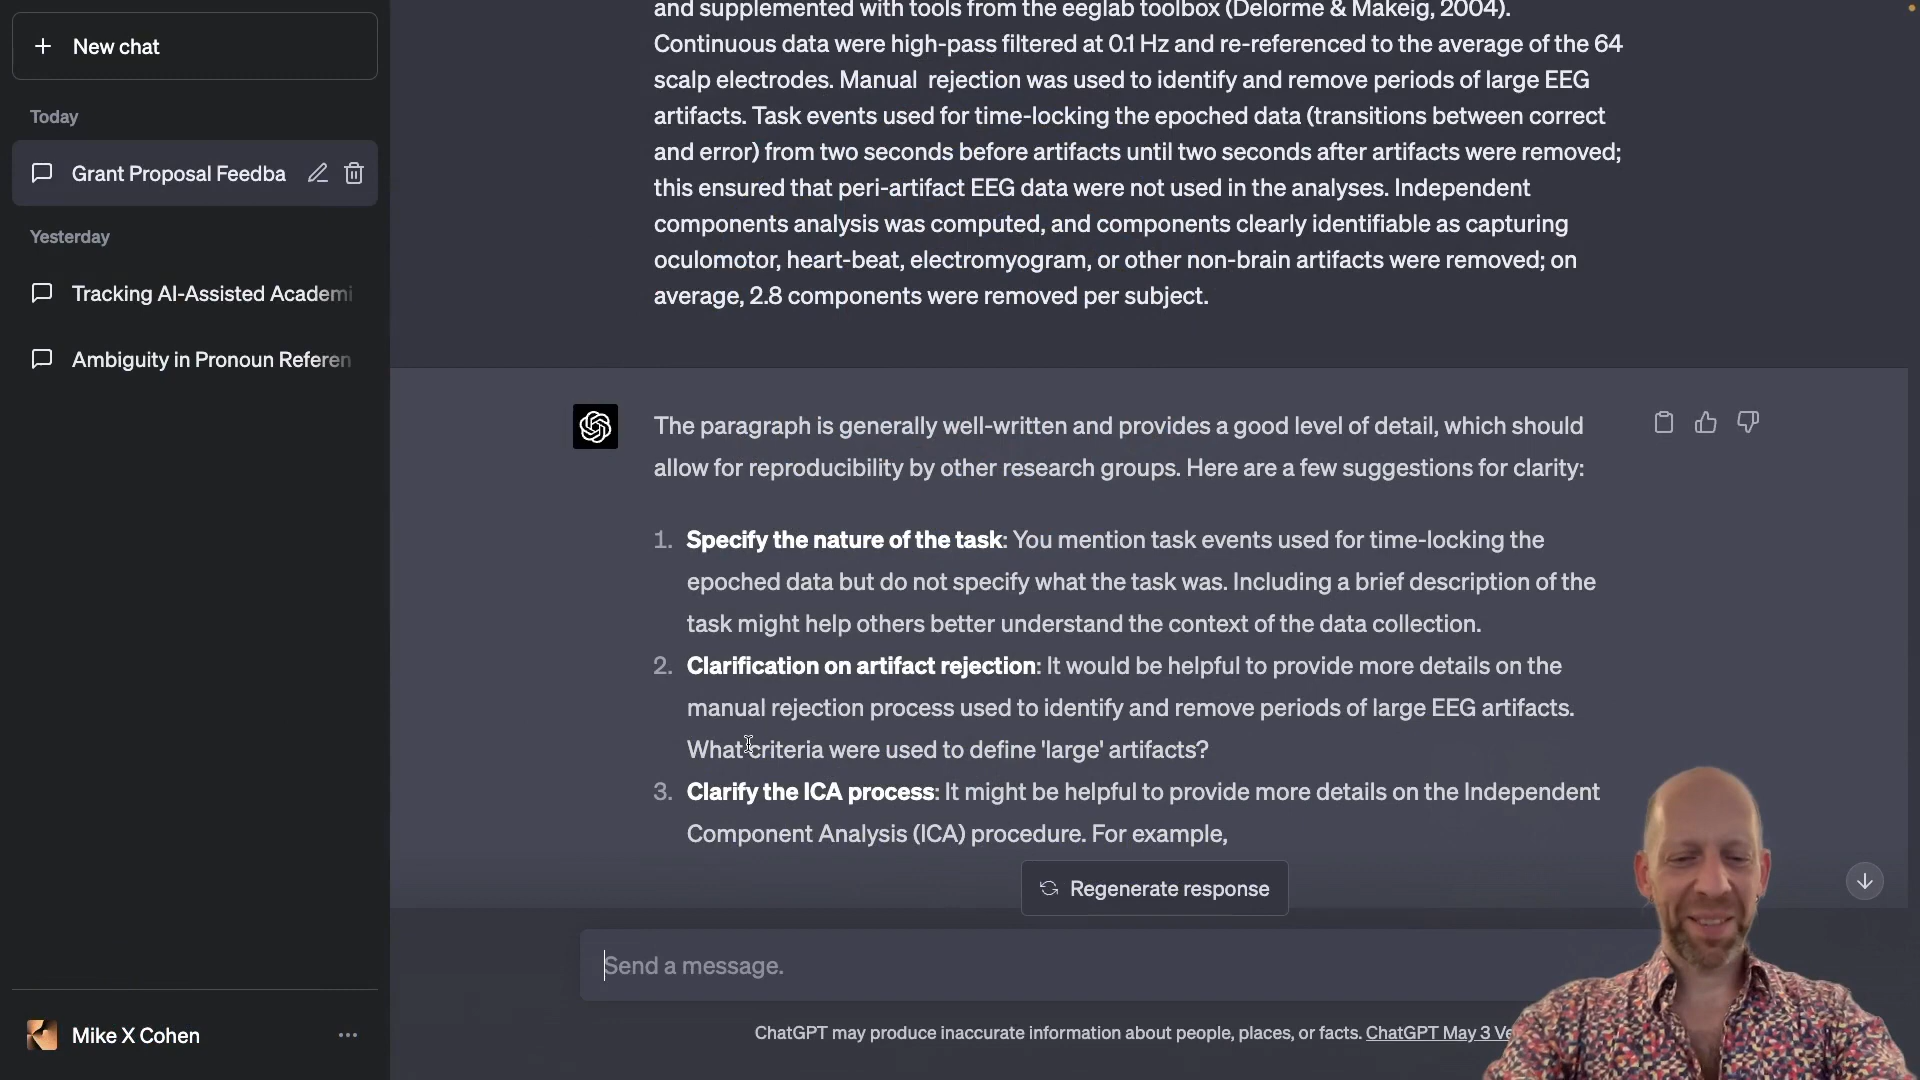 New chat
Today
Grant Proposal Feedba
Yesterday
Tracking AI-Assisted Academi
Ambiguity in Pronoun Referen
Mike X Cohen
and supplemented with tools from the eeglab toolbox (Delorme & Makeig, 2004).
Continuous data were high-pass filtered at 0.1 Hz and re-referenced to the average of the 64
scalp electrodes. Manual  rejection was used to identify and remove periods of large EEG
artifacts. Task events used for time-locking the epoched data (transitions between correct
and error) from two seconds before artifacts until two seconds after artifacts were removed;
this ensured that peri-artifact EEG data were not used in the analyses. Independent
components analysis was computed, and components clearly identifiable as capturing
oculomotor, heart-beat, electromyogram, or other non-brain artifacts were removed; on
average, 2.8 components were removed per subject.
The paragraph is generally well-written and provides a good level of detail, which should
allow for reproducibility by other research groups. Here are a few suggestions for clarity:
1. Specify the nature of the task: You mention task events used for time-locking the
epoched data but do not specify what the task was. Including a brief description of the
task might help others better understand the context of the data collection.
2. Clarification on artifact rejection: It would be helpful to provide more details on the
manual rejection process used to identify and remove periods of large EEG artifacts.
What criteria were used to define 'large' artifacts?
3. Clarify the ICA process: It might be helpful to provide more details on the Independent
Component Analysis (ICA) procedure. For example,
Regenerate response
Send a message.
ChatGPT may produce inaccurate information about people, places, or facts. ChatGPT May 3 Ve